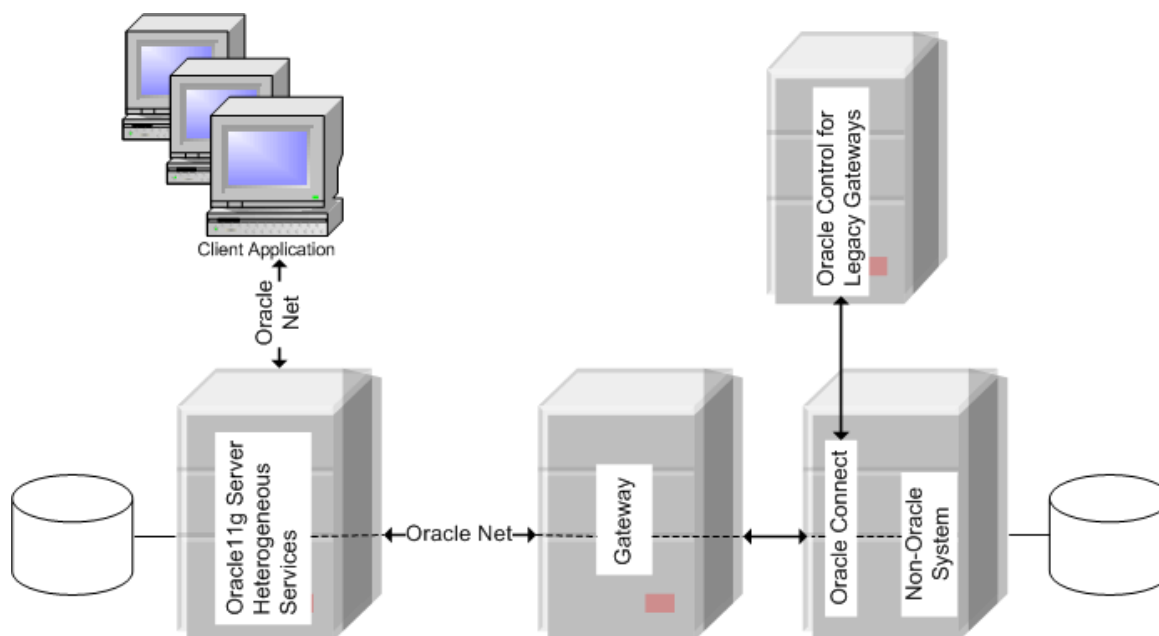 Client Application
Oracle
Net
Oracle Control for
Legacy Gateways
Oracle11g Server
Heterogeneous
Services
Oracle Net
Gateway
Oracle Connect
Non-Oracle
System